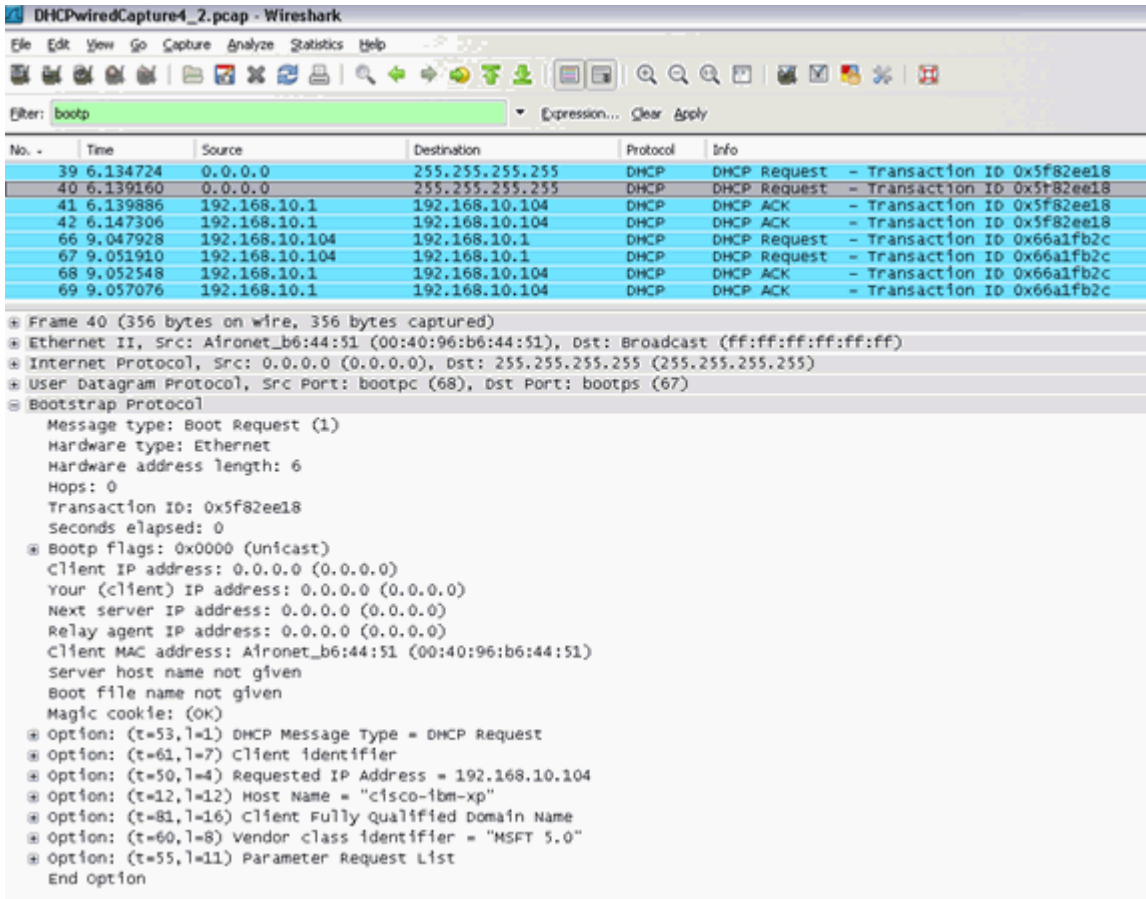 DHCPwiredCapture4_2.pcap - Wireshark
File Edit View Go Capture Analyze Statistics Help
Filter: bootp Expression... Clear Apply
No. - Time Source Destination Protocol Info
39 6.134724 0.0.0.0 255.255.255.255 DHCP DHCP Request - Transaction ID 0x5f82ee18
40 6.139160 0.0.0.0 255.255.255.255 DHCP DHCP Request - Transaction ID 0x5f82ee18
41 6.139886 192.168.10.1 192.168.10.104 DHCP DHCP ACK - Transaction ID 0x5f82ee18
42 6.147306 192.168.10.1 192.168.10.104 DHCP DHCP ACK - Transaction ID 0x5f82ee18
66 9.047928 192.168.10.104 192.168.10.1 DHCP DHCP Request - Transaction ID 0x66a1fb2c
67 9.051910 192.168.10.104 192.168.10.1 DHCP DHCP Request - Transaction ID 0x66a1fb2c
68 9.052548 192.168.10.1 192.168.10.104 DHCP DHCP ACK - Transaction ID 0x66a1fb2c
69 9.057076 192.168.10.1 192.168.10.104 DHCP DHCP ACK - Transaction ID 0x66a1fb2c
Frame 40 (356 bytes on wire, 356 bytes captured)
Ethernet II, Src: Aironet_b6:44:51 (00:40:96:b6:44:51), Dst: Broadcast (ff:ff:ff:ff:ff:ff)
Internet Protocol, Src: 0.0.0.0 (0.0.0.0), Dst: 255.255.255.255 (255.255.255.255)
User Datagram Protocol, Src Port: bootpc (68), Dst Port: bootps (67)
Bootstrap Protocol
Message type: Boot Request (1)
Hardware type: Ethernet
Hardware address length: 6
Hops: 0
Transaction ID: 0x5f82ee18
Seconds elapsed: 0
Bootp flags: 0x0000 (Unicast)
Client IP address: 0.0.0.0 (0.0.0.0)
Your (client) IP address: 0.0.0.0 (0.0.0.0)
Next server IP address: 0.0.0.0 (0.0.0.0)
Relay agent IP address: 0.0.0.0 (0.0.0.0)
Client MAC address: Aironet_b6:44:51 (00:40:96:b6:44:51)
Server host name not given
Boot file name not given
Magic cookie: (OK)
Option: (t=53,l=1) DHCP Message Type = DHCP Request
Option: (t=61,l=7) Client identifier
Option: (t=50,l=4) Requested IP Address = 192.168.10.104
Option: (t=12,l=12) Host Name = "cisco-ibm-xp"
Option: (t=81,l=16) Client Fully Qualified Domain Name
Option: (t=60,l=8) Vendor class identifier = "MSFT 5.0"
Option: (t=55,l=11) Parameter Request List
End Option